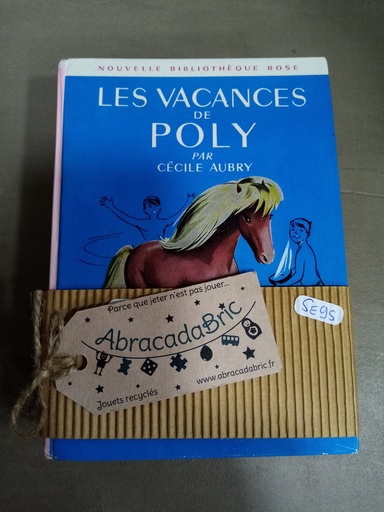 NOUVELLE BIBLIOTHÈQUE ROSE
LES VACANCES
DE
POLY
PAR
CÉCILE AUBRY
SE95
Parce que jeter n'est pas jouer...
AbracadaBric
www.abracadabric.fr
Jouets recyclés